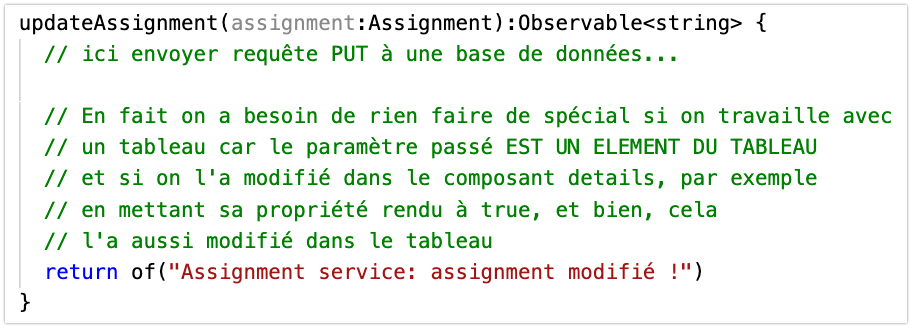 updateAssignment(assignment:Assignment):Observable<string> {
// ici envoyer requête PUT à une base de données...
// En fait on a besoin de rien faire de spécial si on travaille avec
// un tableau car le paramètre passé EST UN ELEMENT DU TABLEAU
// et si on l'a modifié dans le composant details, par exemple
// en mettant sa propriété rendu à true, et bien, cela
// l'a aussi modifié dans le tableau
return of("Assignment service: assignment modifié !")
}